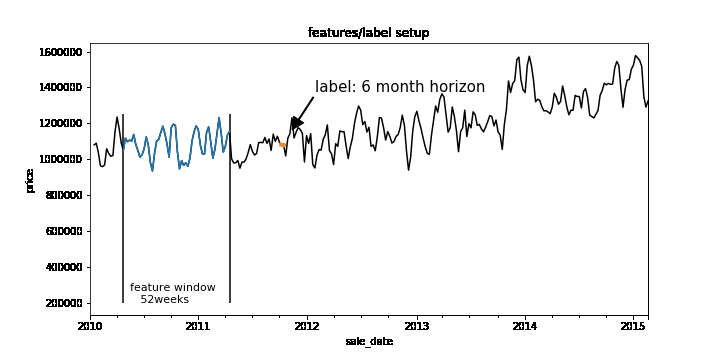 features/label setup
1600000
1400000
1200000
1000000
800000
600000
400000
200000
price
label: 6 month horizon
feature window
52weeks
2010
2011
2012
2013
2014
2015
sale_date